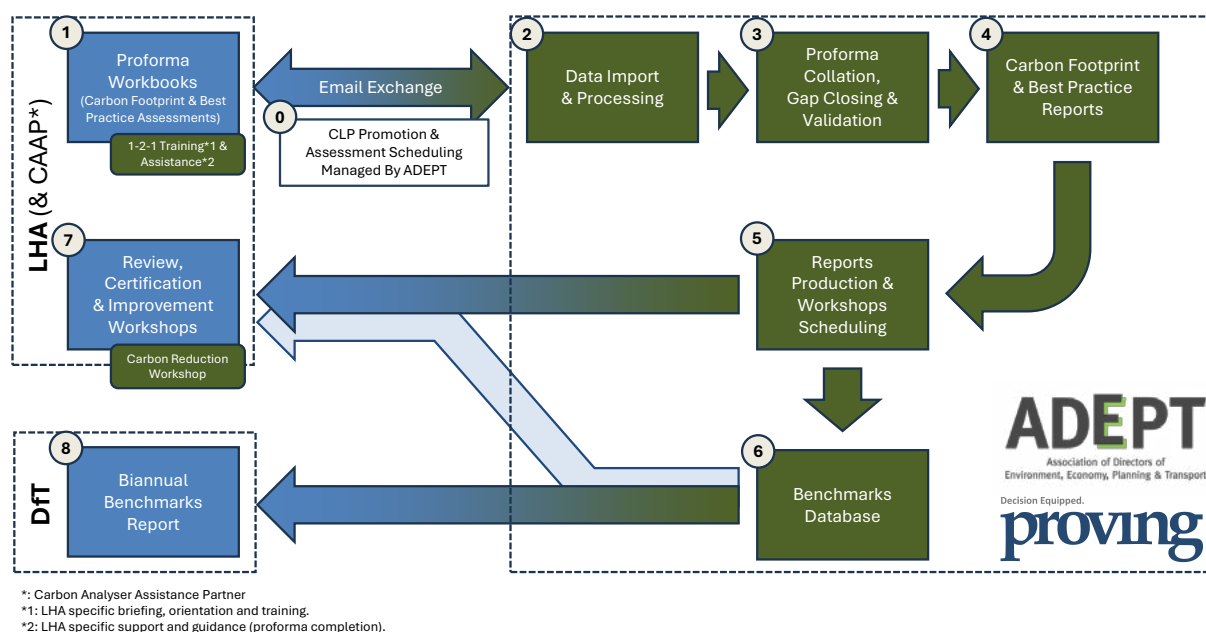 1
Proforma
Workbooks
(Carbon Footprint & Best
Practice Assessments)
1-2-1 Training*1 &
Assistance*2
Email Exchange
0
CLP Promotion &
Assessment Scheduling
Managed By ADEPT
2
Data Import
& Processing
3
Proforma
Collation,
Gap Closing &
Validation
4
Carbon Footprint
& Best Practice
Reports
LHA (& CAAP*)
7
Review,
Certification
& Improvement
Workshops
Carbon Reduction
Workshop
5
Reports
Production &
Workshops
Scheduling
DfT
8
Biannual
Benchmarks
Report
6
Benchmarks
Database
ADEPT
Association of Directors of
Environment, Economy, Planning & Transport
Decision Equipped.
proving
*: Carbon Analyser Assistance Partner
*1: LHA specific briefing, orientation and training.
*2: LHA specific support and guidance (proforma completion).